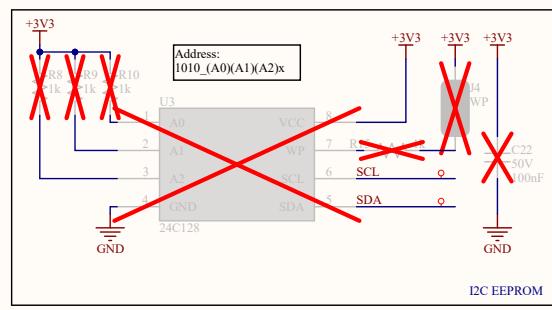 +3V3
+3V3
+3V3
+3V3
Address:
1010_(A0)(A1)(A2)x
R8
1k
R9
1k
R10
1k
U3
1
A0
2
A1
3
A2
4
GND
VCC
8
WP
7
SCL
6
SDA
5
24C128
SCL
SDA
J4
WP
C22
50V
100nF
GND
GND
I2C EEPROM